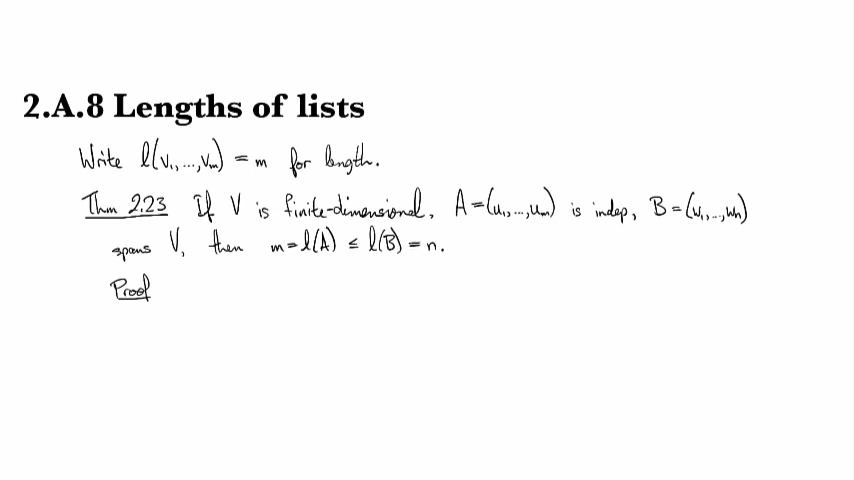 2.A.8 Lengths of lists
Write l(v₁,...,vₘ) = m for length.
Thm 2.23 If V is finite-dimensional, A=(u₁,...,uₘ) is indep, B=(w₁,...,wₙ)
spans V, then m=l(A) ≤ l(B)=n.
Proof